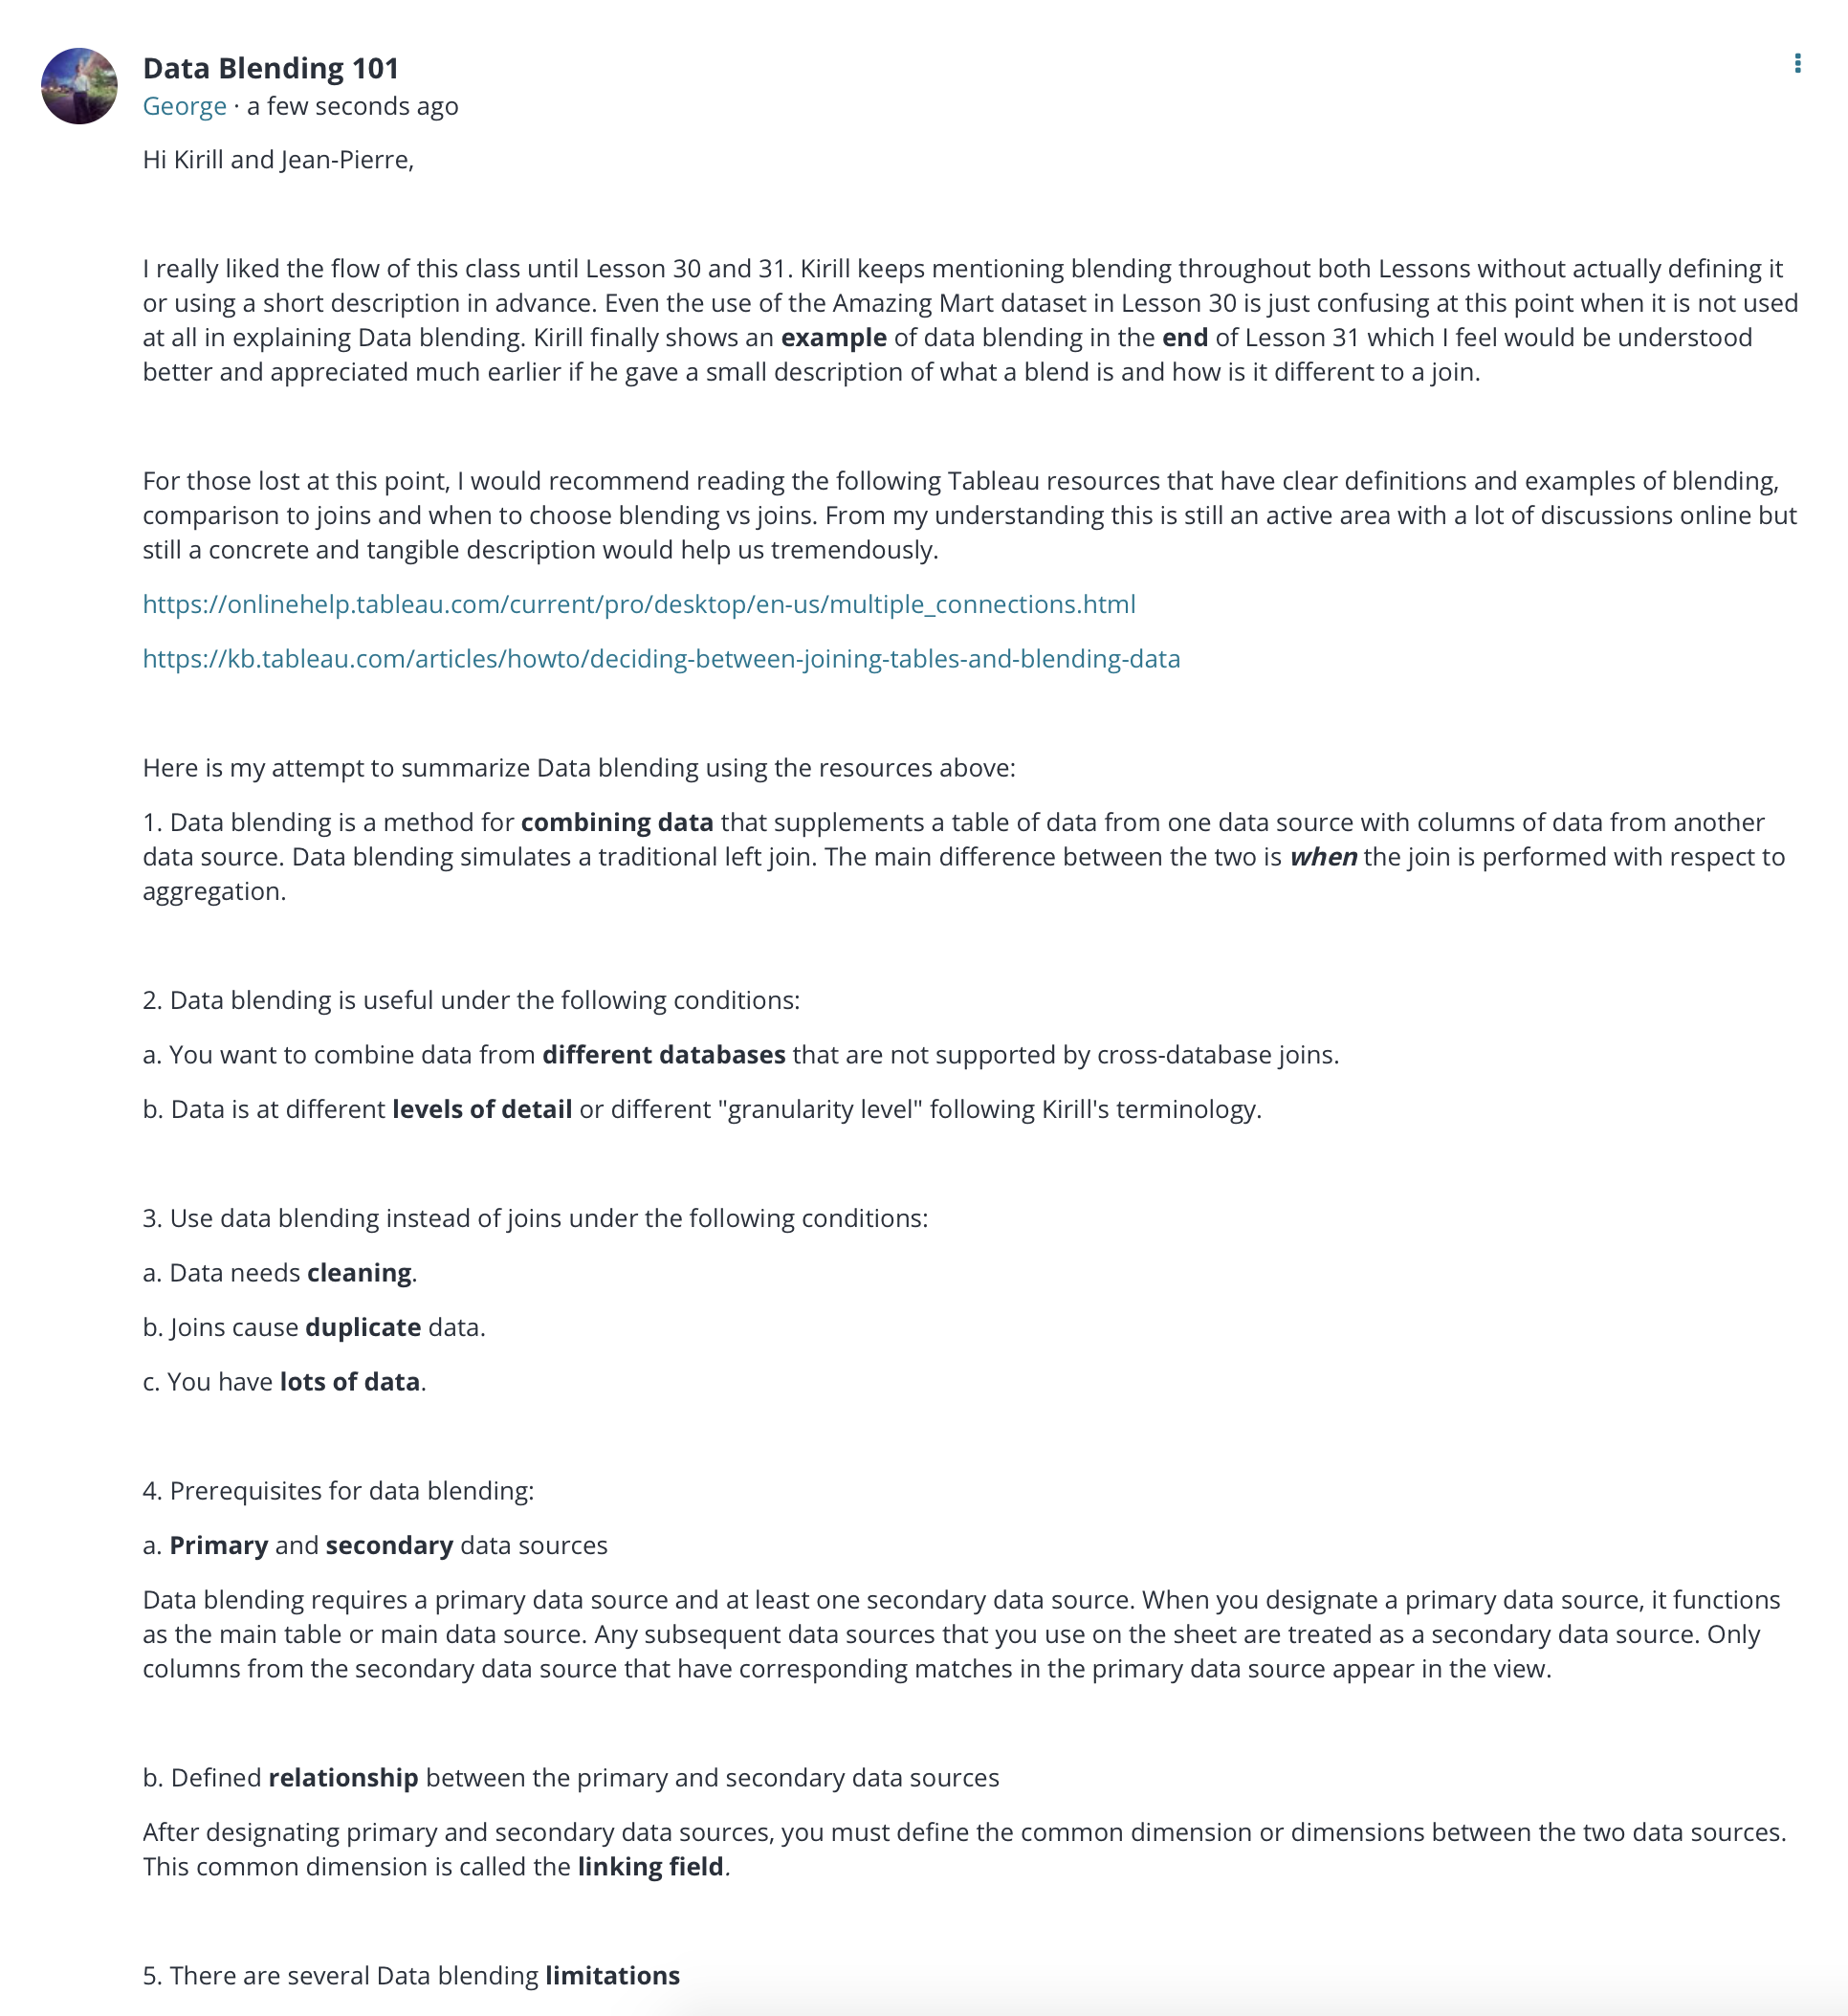 Data Blending 101
George · a few seconds ago
Hi Kirill and Jean-Pierre,
I really liked the flow of this class until Lesson 30 and 31. Kirill keeps mentioning blending throughout both Lessons without actually defining it
or using a short description in advance. Even the use of the Amazing Mart dataset in Lesson 30 is just confusing at this point when it is not used
at all in explaining Data blending. Kirill finally shows an example of data blending in the end of Lesson 31 which I feel would be understood
better and appreciated much earlier if he gave a small description of what a blend is and how is it different to a join.
For those lost at this point, I would recommend reading the following Tableau resources that have clear definitions and examples of blending,
comparison to joins and when to choose blending vs joins. From my understanding this is still an active area with a lot of discussions online but
still a concrete and tangible description would help us tremendously.
https://onlinehelp.tableau.com/current/pro/desktop/en-us/multiple_connections.html
https://kb.tableau.com/articles/howto/deciding-between-joining-tables-and-blending-data
Here is my attempt to summarize Data blending using the resources above:
1. Data blending is a method for combining data that supplements a table of data from one data source with columns of data from another
data source. Data blending simulates a traditional left join. The main difference between the two is when the join is performed with respect to
aggregation.
2. Data blending is useful under the following conditions:
a. You want to combine data from different databases that are not supported by cross-database joins.
b. Data is at different levels of detail or different "granularity level" following Kirill's terminology.
3. Use data blending instead of joins under the following conditions:
a. Data needs cleaning.
b. Joins cause duplicate data.
c. You have lots of data.
4. Prerequisites for data blending:
a. Primary and secondary data sources
Data blending requires a primary data source and at least one secondary data source. When you designate a primary data source, it functions
as the main table or main data source. Any subsequent data sources that you use on the sheet are treated as a secondary data source. Only
columns from the secondary data source that have corresponding matches in the primary data source appear in the view.
b. Defined relationship between the primary and secondary data sources
After designating primary and secondary data sources, you must define the common dimension or dimensions between the two data sources.
This common dimension is called the linking field.
5. There are several Data blending limitations